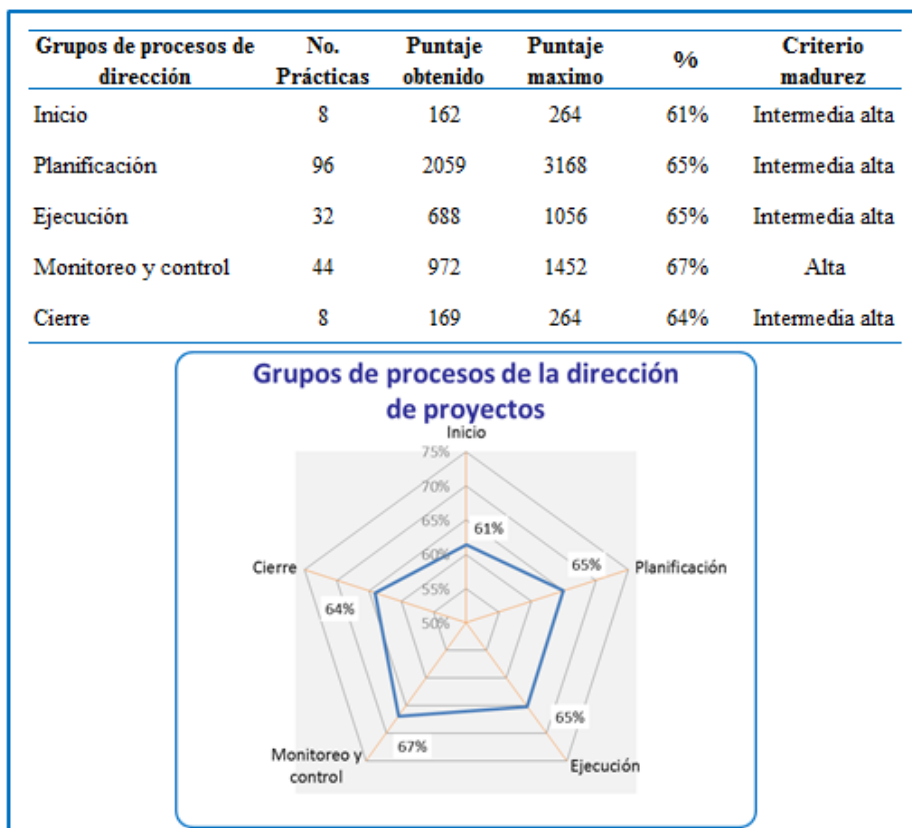 Grupos de procesos de dirección No. Prácticas Puntaje obtenido Puntaje maximo % Criterio madurez
Inicio 8 162 264 61% Intermedia alta
Planificación 96 2059 3168 65% Intermedia alta
Ejecución 32 688 1056 65% Intermedia alta
Monitoreo y control 44 972 1452 67% Alta
Cierre 8 169 264 64% Intermedia alta
Grupos de procesos de la dirección
de proyectos
Inicio
75%
70%
65%
60%
55%
50%
61%
65%
Planificación
65%
Ejecución
67%
Monitoreo y
control
64%
Cierre